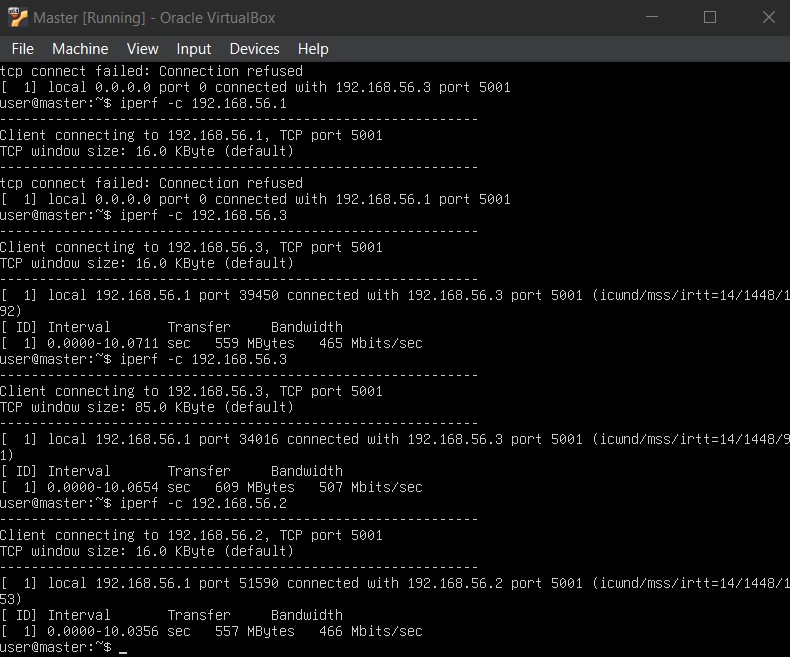 Master [Running] - Oracle VirtualBox
File Machine View Input Devices Help
tcp connect failed: Connection refused
[  1] local 0.0.0.0 port 0 connected with 192.168.56.3 port 5001
user@master:~$ iperf -c 192.168.56.1
------------------------------------------------------------
Client connecting to 192.168.56.1, TCP port 5001
TCP window size: 16.0 KByte (default)
------------------------------------------------------------
tcp connect failed: Connection refused
[  1] local 0.0.0.0 port 0 connected with 192.168.56.1 port 5001
user@master:~$ iperf -c 192.168.56.3
------------------------------------------------------------
Client connecting to 192.168.56.3, TCP port 5001
TCP window size: 16.0 KByte (default)
------------------------------------------------------------
[  1] local 192.168.56.1 port 39450 connected with 192.168.56.3 port 5001 (icwnd/mss/irtt=14/1448/1
92)
[ ID] Interval       Transfer     Bandwidth
[  1] 0.0000-10.0711 sec   559 MBytes   465 Mbits/sec
user@master:~$ iperf -c 192.168.56.3
------------------------------------------------------------
Client connecting to 192.168.56.3, TCP port 5001
TCP window size: 85.0 KByte (default)
------------------------------------------------------------
[  1] local 192.168.56.1 port 34016 connected with 192.168.56.3 port 5001 (icwnd/mss/irtt=14/1448/9
1)
[ ID] Interval       Transfer     Bandwidth
[  1] 0.0000-10.0654 sec   609 MBytes   507 Mbits/sec
user@master:~$ iperf -c 192.168.56.2
------------------------------------------------------------
Client connecting to 192.168.56.2, TCP port 5001
TCP window size: 16.0 KByte (default)
------------------------------------------------------------
[  1] local 192.168.56.1 port 51590 connected with 192.168.56.2 port 5001 (icwnd/mss/irtt=14/1448/1
53)
[ ID] Interval       Transfer     Bandwidth
[  1] 0.0000-10.0356 sec   557 MBytes   466 Mbits/sec
user@master:~$ _